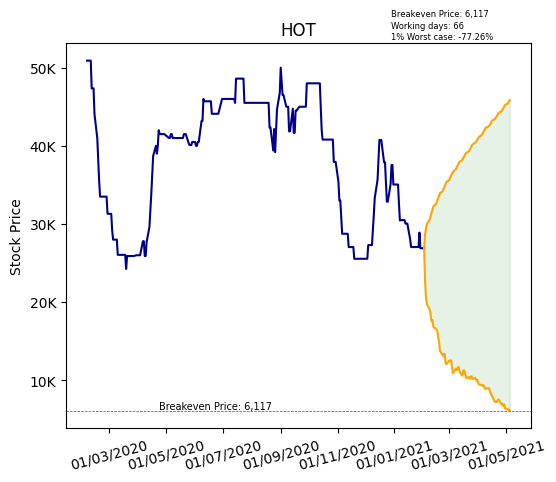 Breakeven Price: 6,117
Working days: 66
1% Worst case: -77.26%
HOT
Stock Price
50K
40K
30K
20K
10K
Breakeven Price: 6,117
01/03/2020
01/05/2020
01/07/2020
01/09/2020
01/11/2020
01/01/2021
01/03/2021
01/05/2021